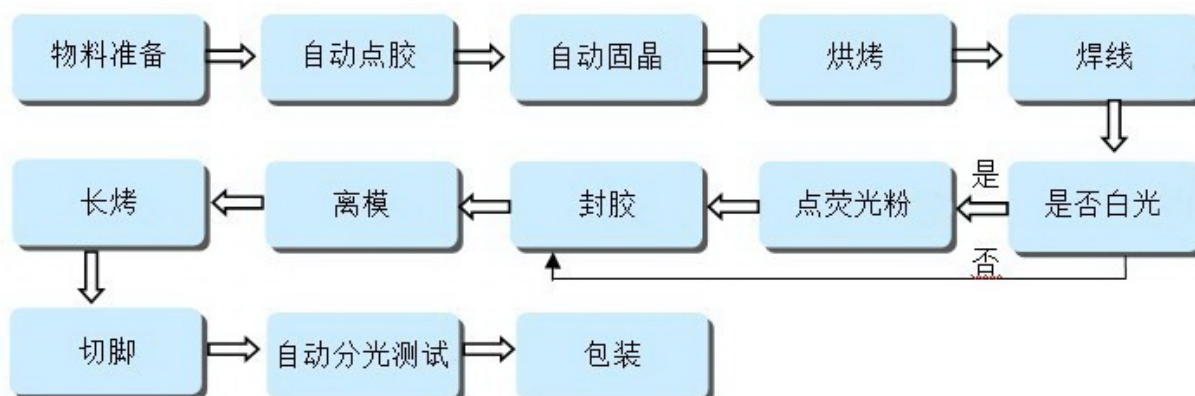 物料准备
自动点胶
自动固晶
烘烤
焊线
是否白光
是
点荧光粉
否
封胶
离模
长烤
切脚
自动分光测试
包装